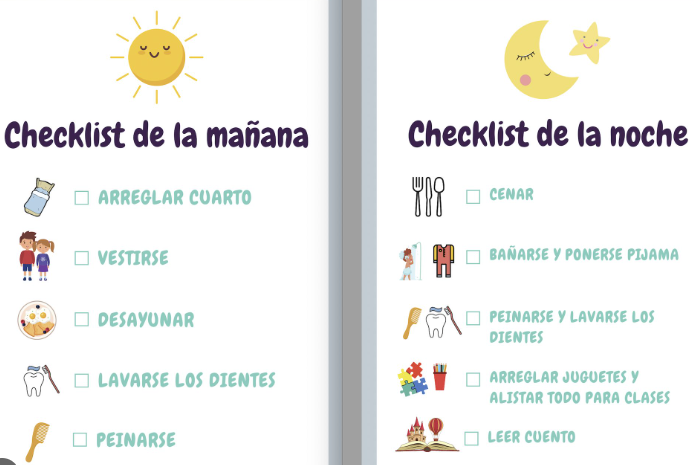 Checklist de la mañana
ARREGLAR CUARTO
VESTIRSE
DESAYUNAR
LAVARSE LOS DIENTES
PEINARSE
Checklist de la noche
CENAR
BAÑARSE Y PONERSE PIJAMA
PEINARSE Y LAVARSE LOS
DIENTES
ARREGLAR JUGUETES Y
ALISTAR TODO PARA CLASES
LEER CUENTO